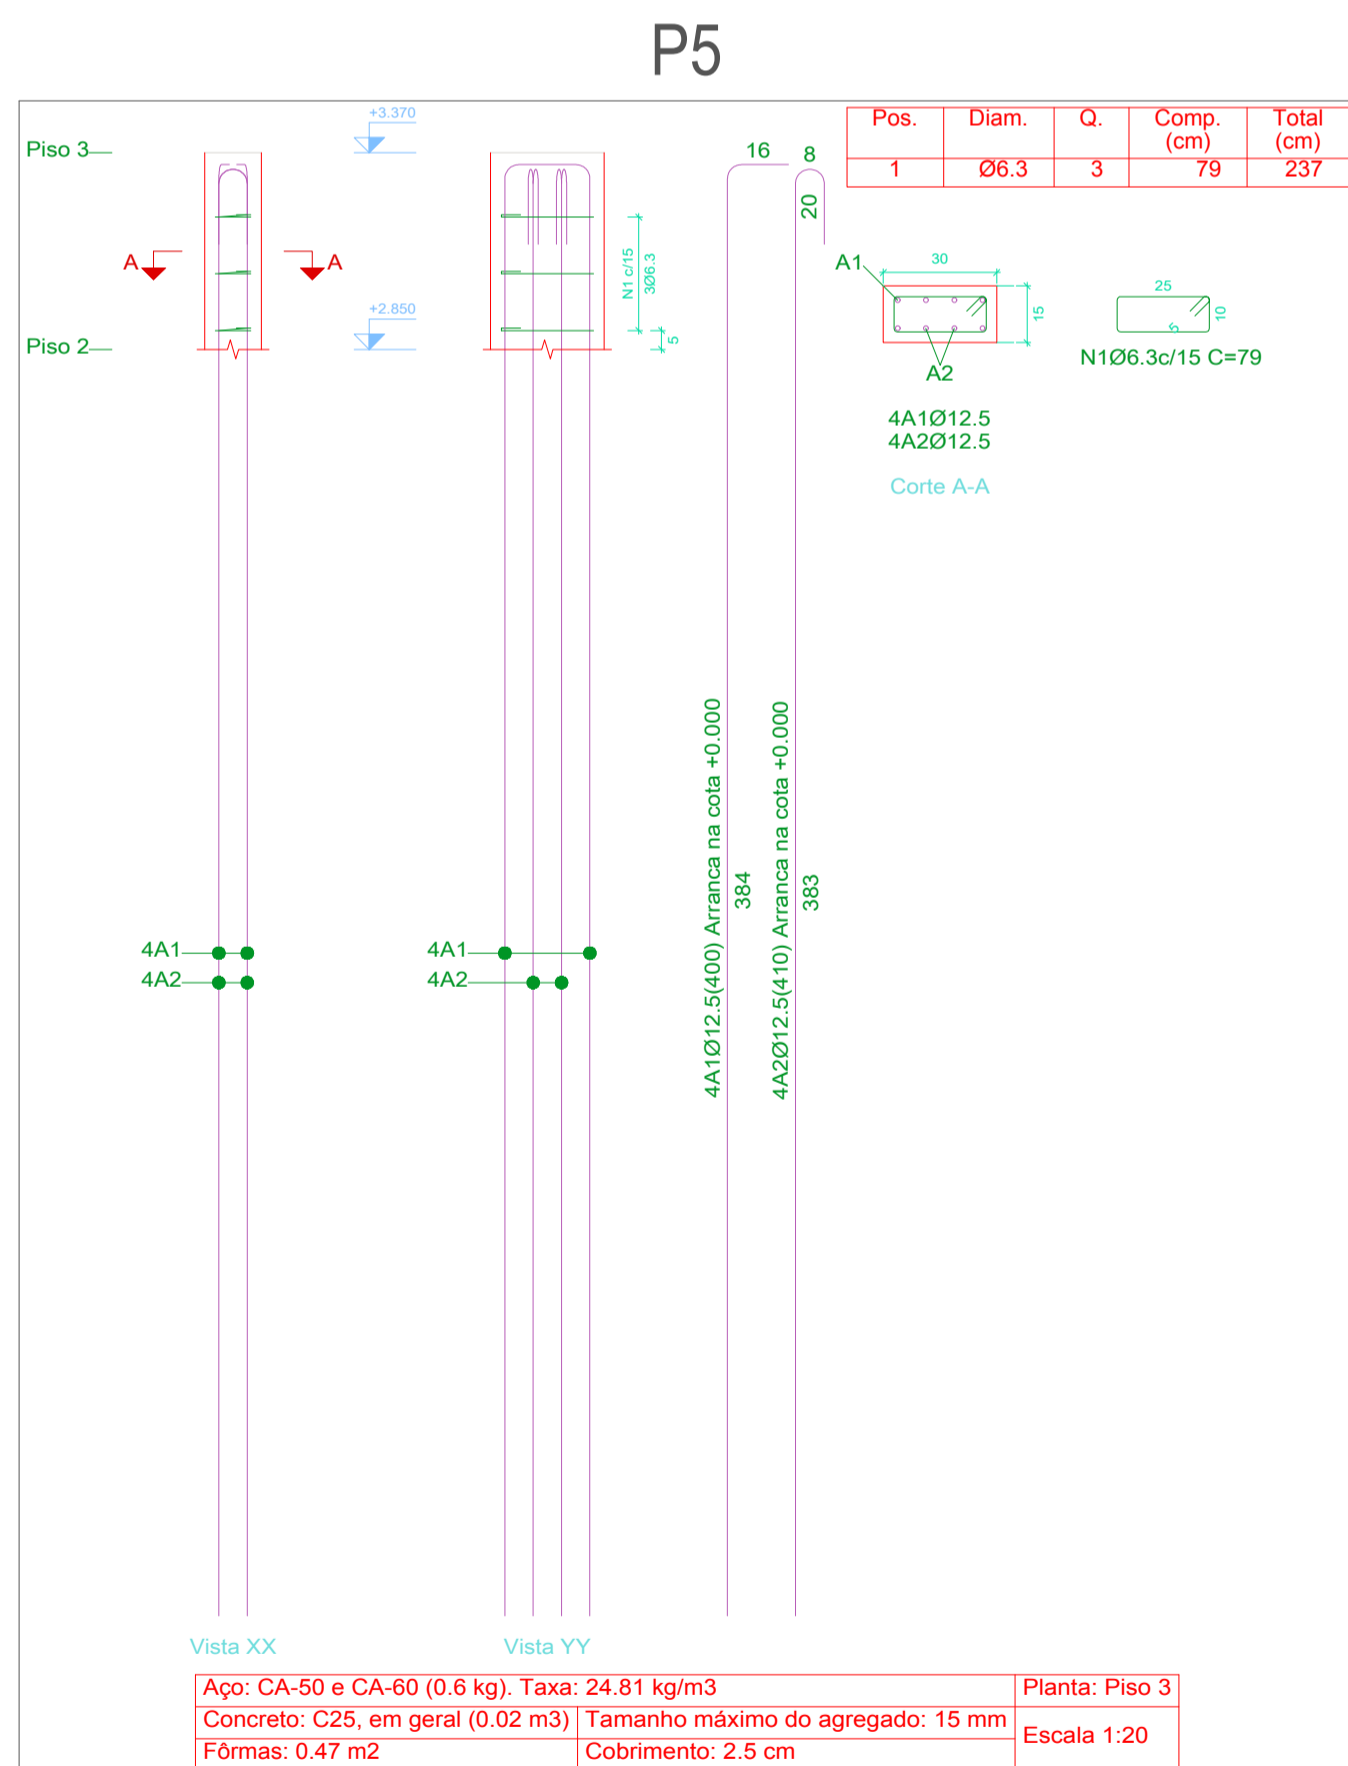 P5
Pos. Diam. Q. Comp. (cm) Total (cm)
1 Ø6.3 3 79 237
Piso 3
+3.370
16
8
20
A
A
N1 c/15
3Ø6.3
+2.850
5
Piso 2
A1
30
15
A2
4A1Ø12.5
4A2Ø12.5
Corte A-A
25
10
5
N1Ø6.3c/15 C=79
4A1Ø12.5(400) Arranca na cota +0.000
384
4A2Ø12.5(410) Arranca na cota +0.000
383
4A1
4A2
4A1
4A2
Vista XX
Vista YY
Aço: CA-50 e CA-60 (0.6 kg). Taxa: 24.81 kg/m3
Planta: Piso 3
Concreto: C25, em geral (0.02 m3)
Tamanho máximo do agregado: 15 mm
Escala 1:20
Fôrmas: 0.47 m2
Cobrimento: 2.5 cm